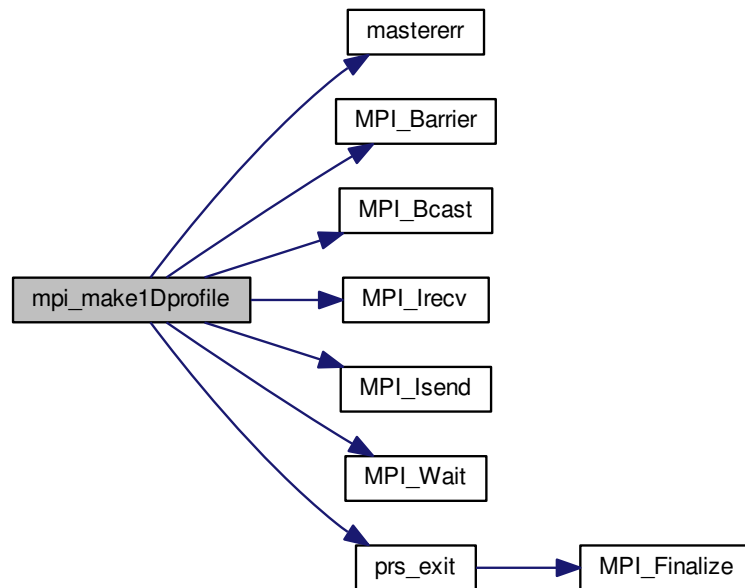 mastererr
MPI_Barrier
MPI_Bcast
mpi_make1Dprofile
MPI_Irecv
MPI_Isend
MPI_Wait
prs_exit
MPI_Finalize